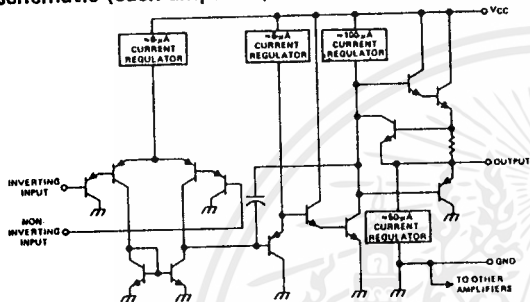 schematic (each amplifier)
VCC
≈6µA
CURRENT
REGULATOR
≈6µA
CURRENT
REGULATOR
≈100µA
CURRENT
REGULATOR
INVERTING
INPUT
NON-
INVERTING
INPUT
OUTPUT
≈50µA
CURRENT
REGULATOR
GND
TO OTHER
AMPLIFIERS